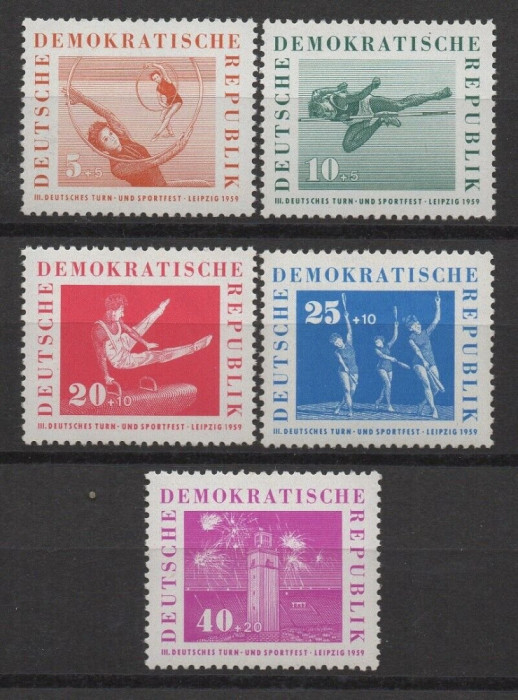 DEUTSCHE
DEMOKRATISCHE
REPUBLIK
5+5
III. DEUTSCHES TURN - UND SPORTFEST - LEIPZIG 1959
DEUTSCHE
DEMOKRATISCHE
REPUBLIK
10+5
III. DEUTSCHES TURN - UND SPORTFEST - LEIPZIG 1959
DEUTSCHE
DEMOKRATISCHE
REPUBLIK
20+10
III. DEUTSCHES TURN - UND SPORTFEST - LEIPZIG 1959
DEUTSCHE
DEMOKRATISCHE
REPUBLIK
25+10
III. DEUTSCHES TURN - UND SPORTFEST - LEIPZIG 1959
DEUTSCHE
DEMOKRATISCHE
REPUBLIK
40+20
III. DEUTSCHES TURN - UND SPORTFEST - LEIPZIG 1959